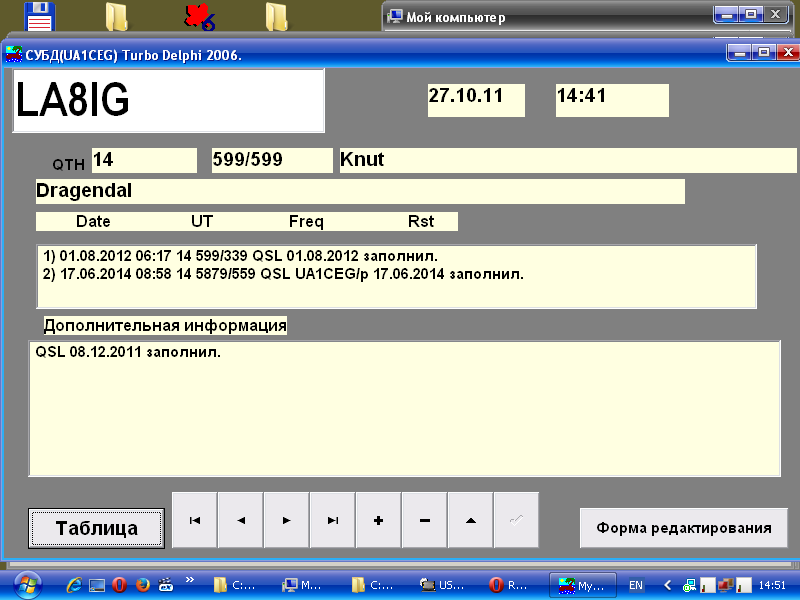 Мой компьютер
СУБД(UA1CEG) Turbo Delphi 2006.
LA8IG
27.10.11 14:41
QTH 14 599/599 Knut
Dragendal
Date UT Freq Rst
1) 01.08.2012 06:17 14 599/339 QSL 01.08.2012 заполнил.
2) 17.06.2014 08:58 14 5879/559 QSL UA1CEG/p 17.06.2014 заполнил.
Дополнительная информация
QSL 08.12.2011 заполнил.
Таблица
Форма редактирования
C:... М... C:... US... R... My... EN 14:51